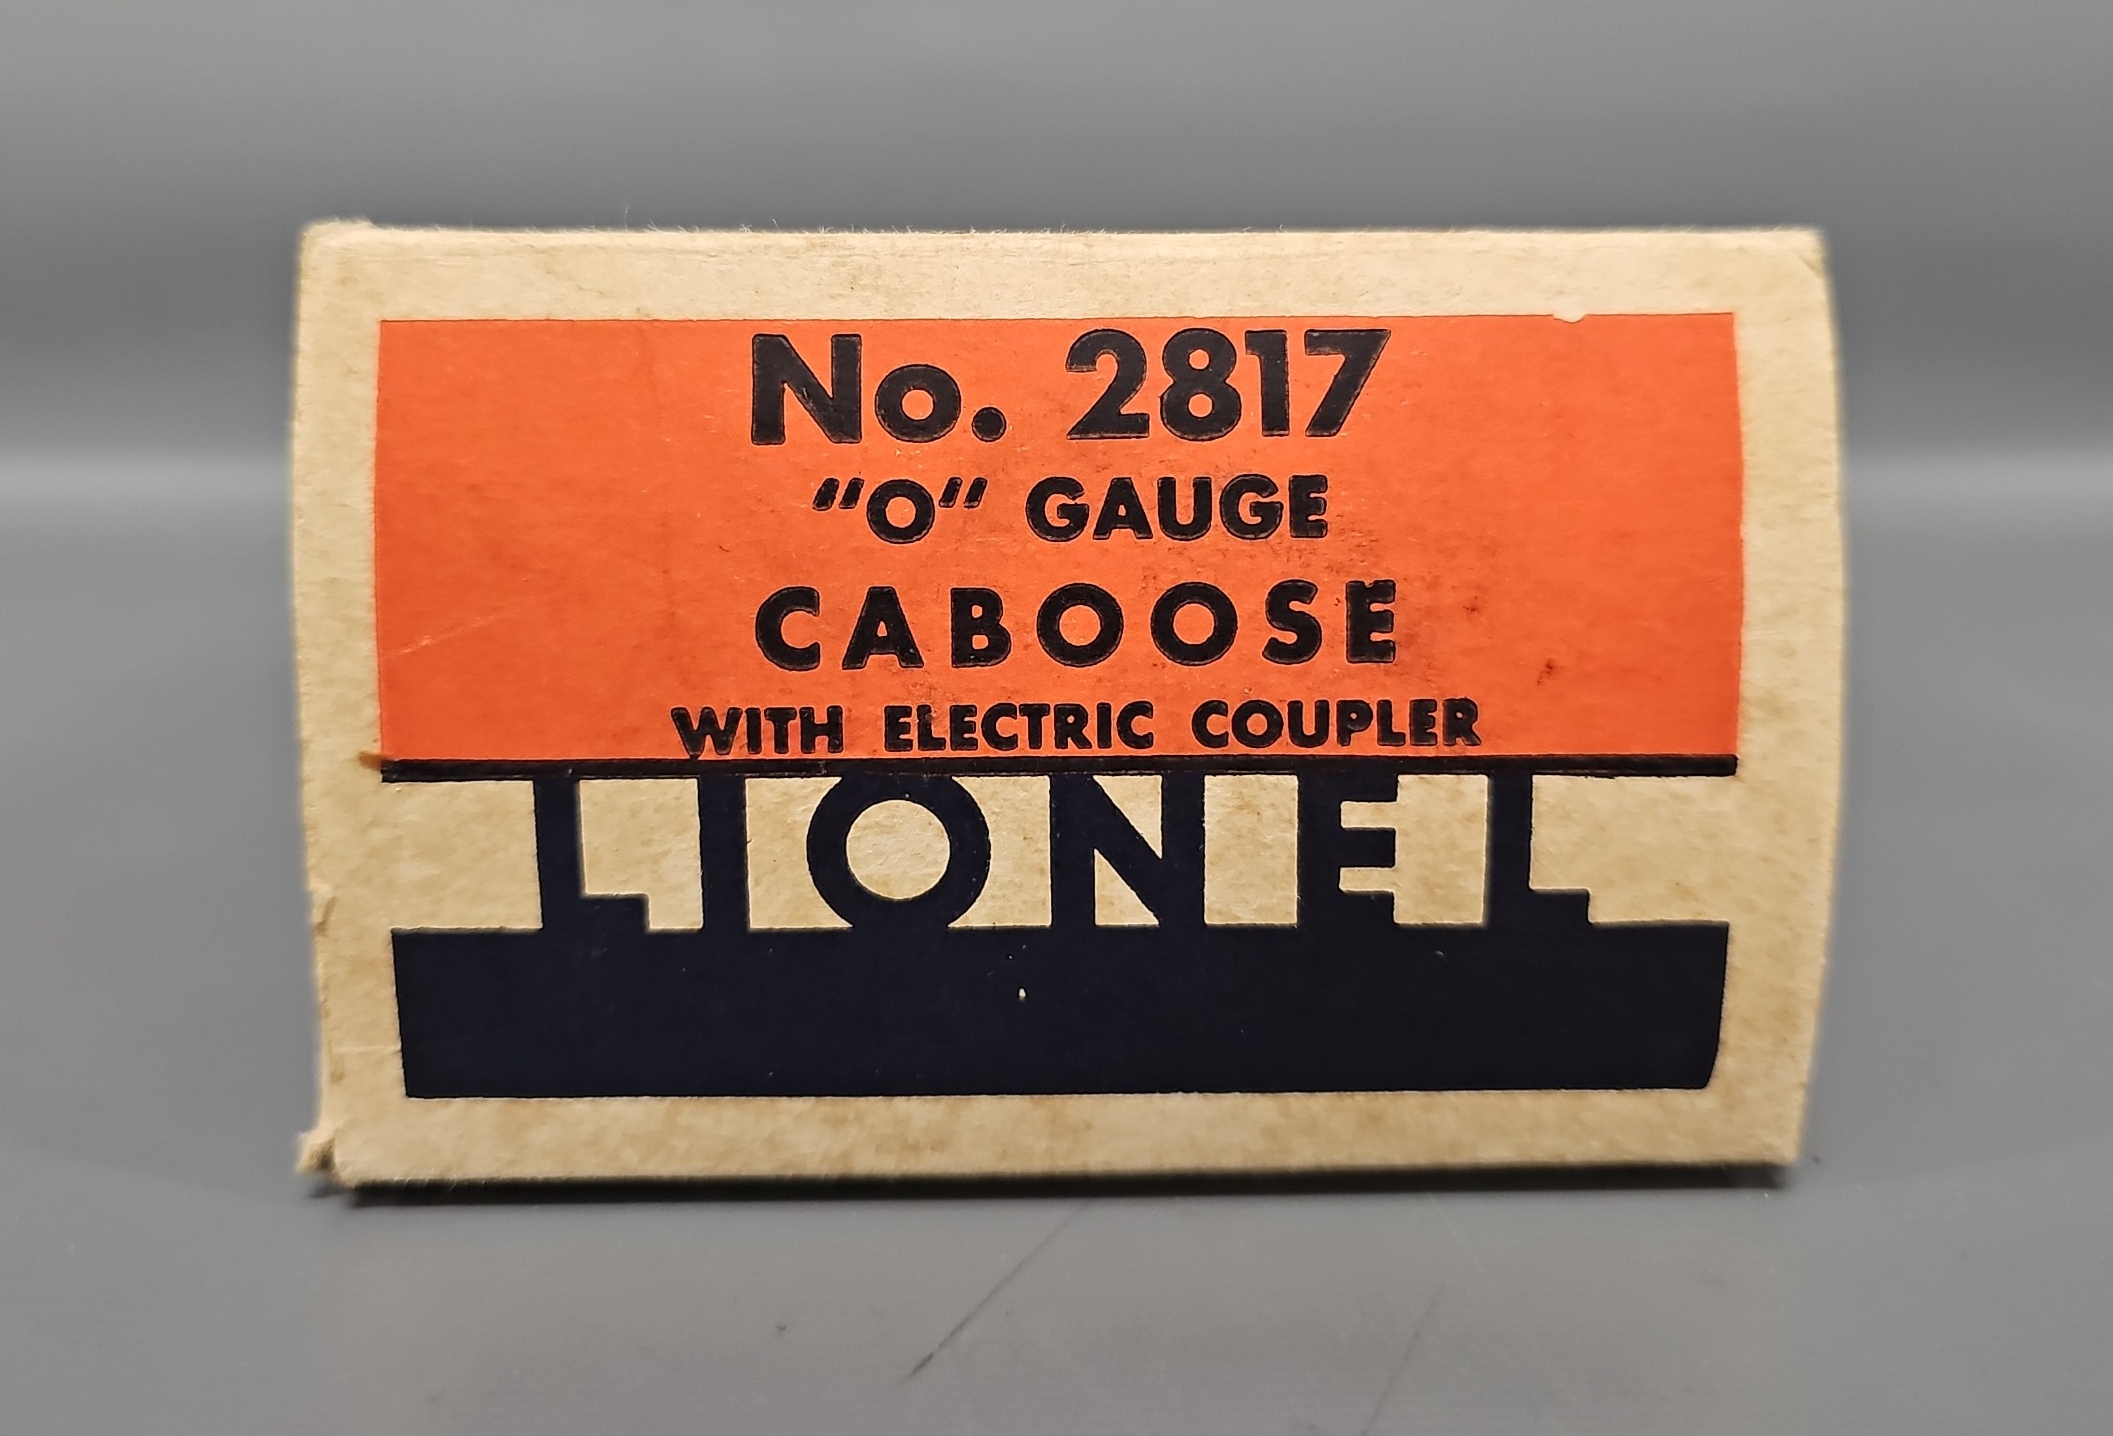 No. 2817
"O" GAUGE
CABOOSE
WITH ELECTRIC COUPLER
LIONEL